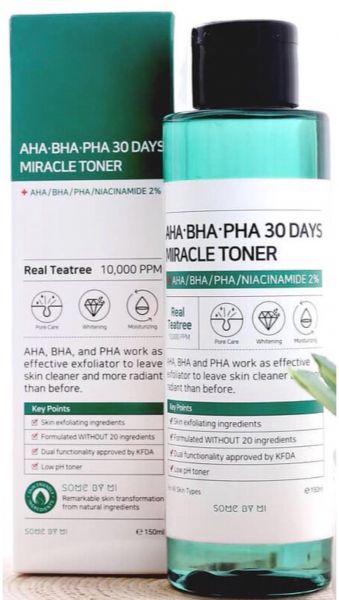 AHA·BHA·PHA 30 DAYS
MIRACLE TONER
+ AHA/BHA/PHA/NIACINAMIDE 2%
Real Teatree 10,000 PPM
Pore Care
Whitening
Moisturizing
AHA, BHA, and PHA work as
effective exfoliator to leave
skin cleaner and more radiant
than before.
Key Points
Skin exfoliating ingredients
Formulated WITHOUT 20 ingredients
Dual functionality approved by KFDA
Low pH toner
SOME BY MI
Remarkable skin transformation
from natural ingredients
SOME BY MI
℮ 150ml
AHA·BHA·PHA 30 DAYS
MIRACLE TONER
AHA/BHA/PHA/NIACINAMIDE 2%
Real
Teatree
10,000 PPM
Pore Care
Whitening
Moisturizing
AHA, BHA and PHA work as
effective exfoliator to
leave skin cleaner and
radiant than before.
Key Points
Skin exfoliating ingredients
Formulated WITHOUT 20 ingredients
Dual functionality approved by KFDA
Low pH toner
For All Skin Types
℮ 150ml
SOME BY MI